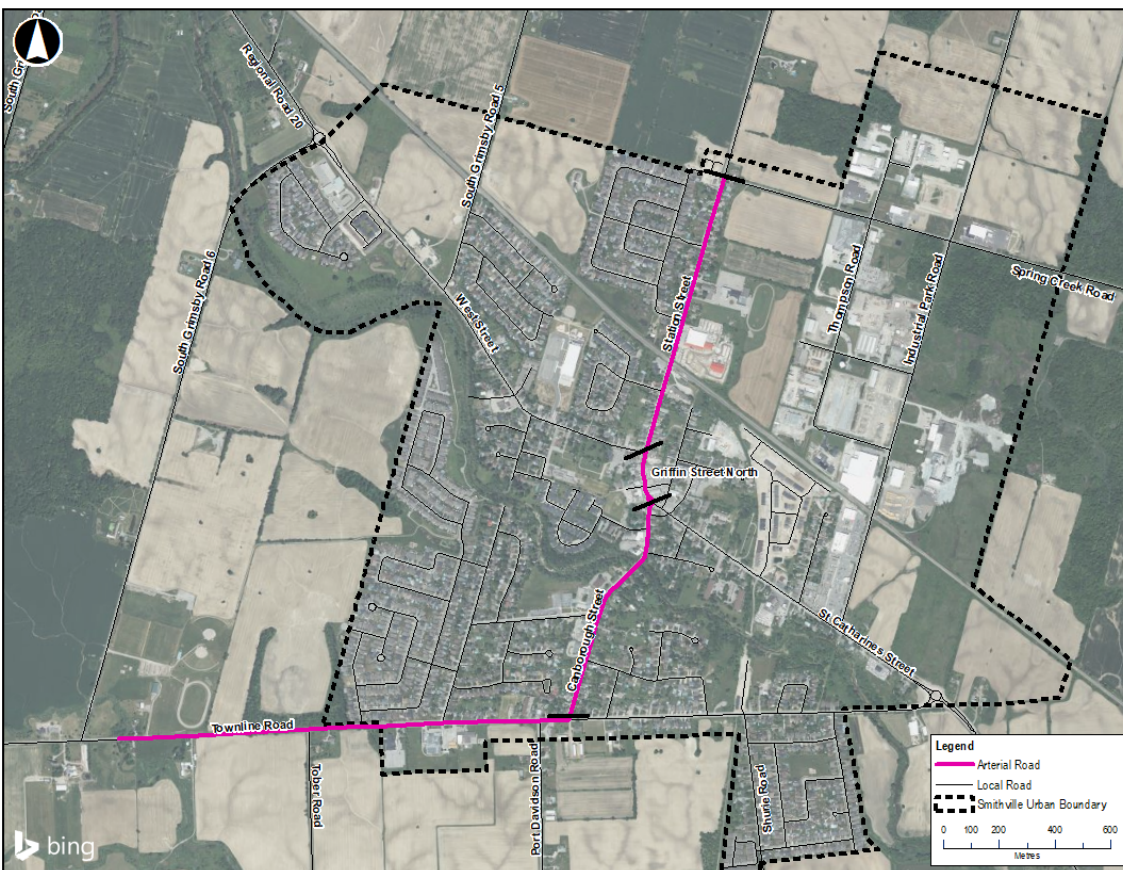 South Gri
Regional Road 20
South Grimsby Road 5
South Grimsby Road 6
West Street
Station Street
Thompson Road
Industrial Park Road
Spring Creek Road
Griffin Street North
St Catharines Street
Canborough Street
Townline Road
Tober Road
Port Davidson Road
Shurie Road
Legend
Arterial Road
Local Road
Smithville Urban Boundary
0 100 200 400 600
Metres
bing